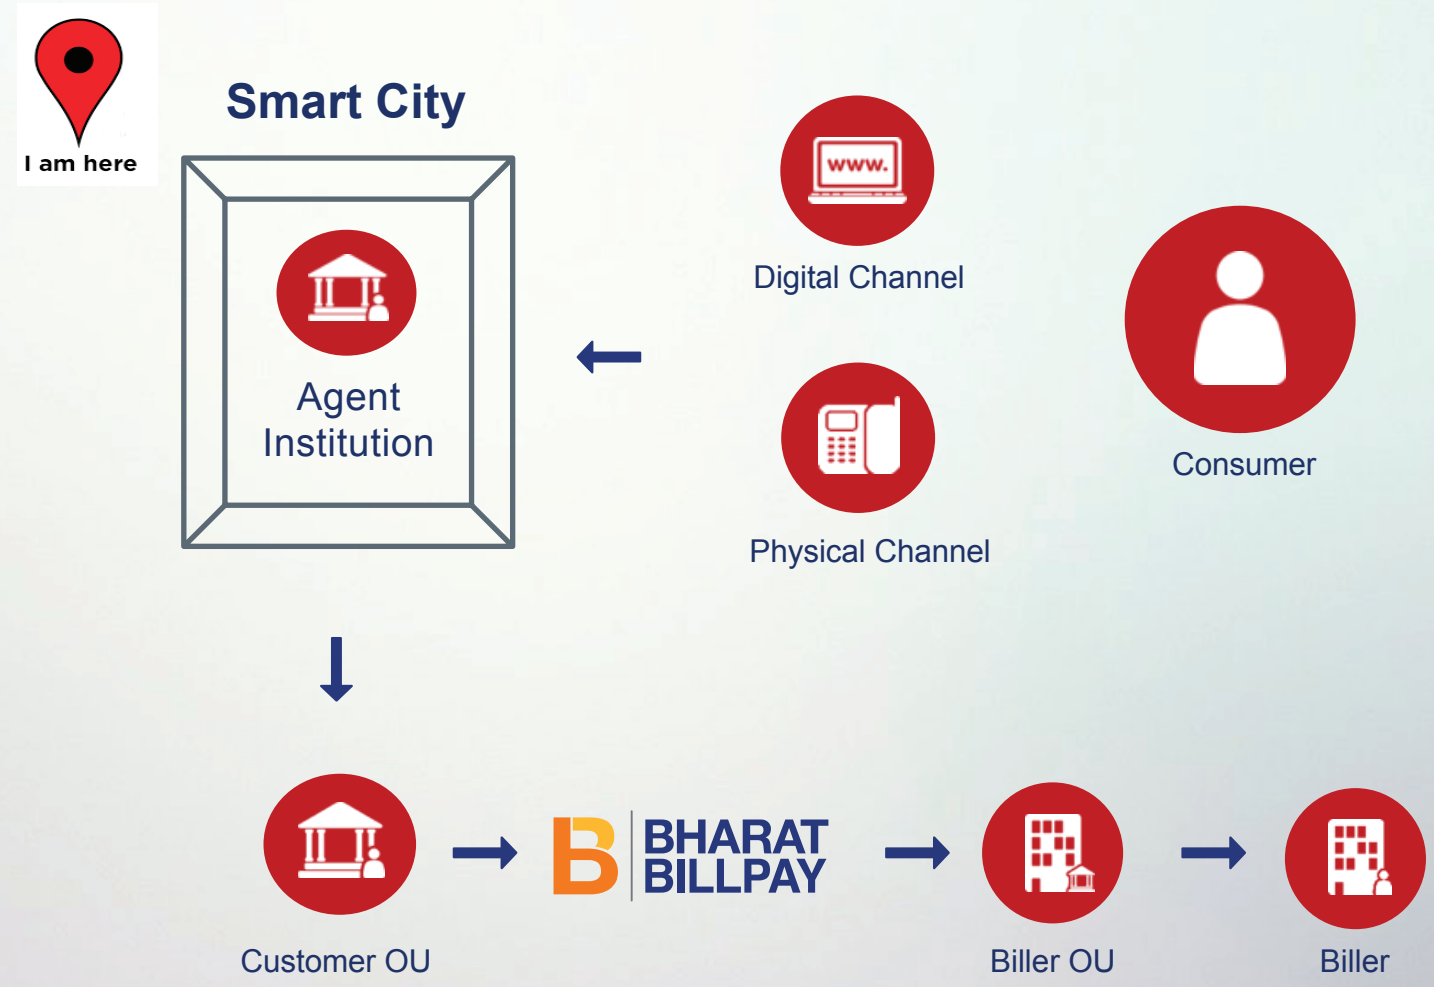 I am here
Smart City
www.
Digital Channel
Agent
Institution
Consumer
Physical Channel
BHARAT
BILLPAY
Customer OU
Biller OU
Biller